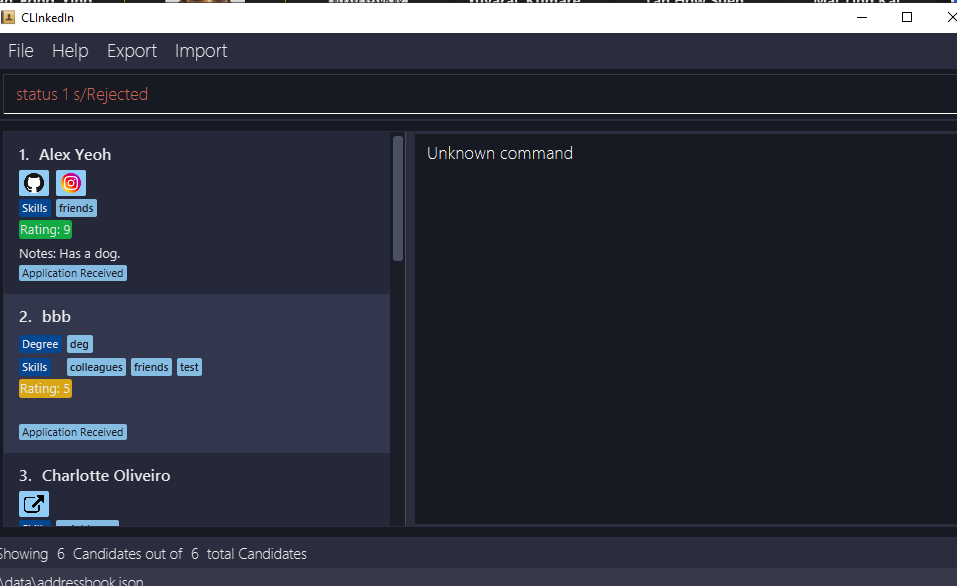 CLInkedIn
File Help Export Import
status 1 s/Rejected
1. Alex Yeoh
Skills friends
Rating: 9
Notes: Has a dog.
Application Received
2. bbb
Degree deg
Skills colleagues friends test
Rating: 5
Application Received
3. Charlotte Oliveiro
Unknown command
Showing 6 Candidates out of 6 total Candidates
\data\addressbook.json